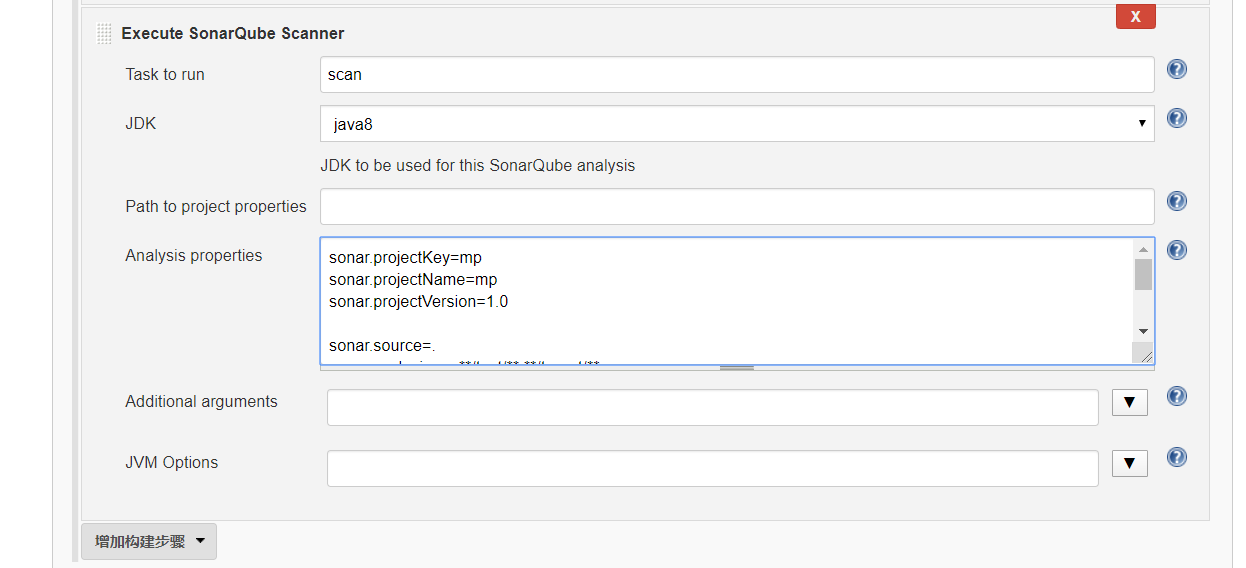 X
Execute SonarQube Scanner
Task to run
scan
JDK
java8
JDK to be used for this SonarQube analysis
Path to project properties
Analysis properties
sonar.projectKey=mp
sonar.projectName=mp
sonar.projectVersion=1.0
sonar.source=.
Additional arguments
JVM Options
增加构建步骤